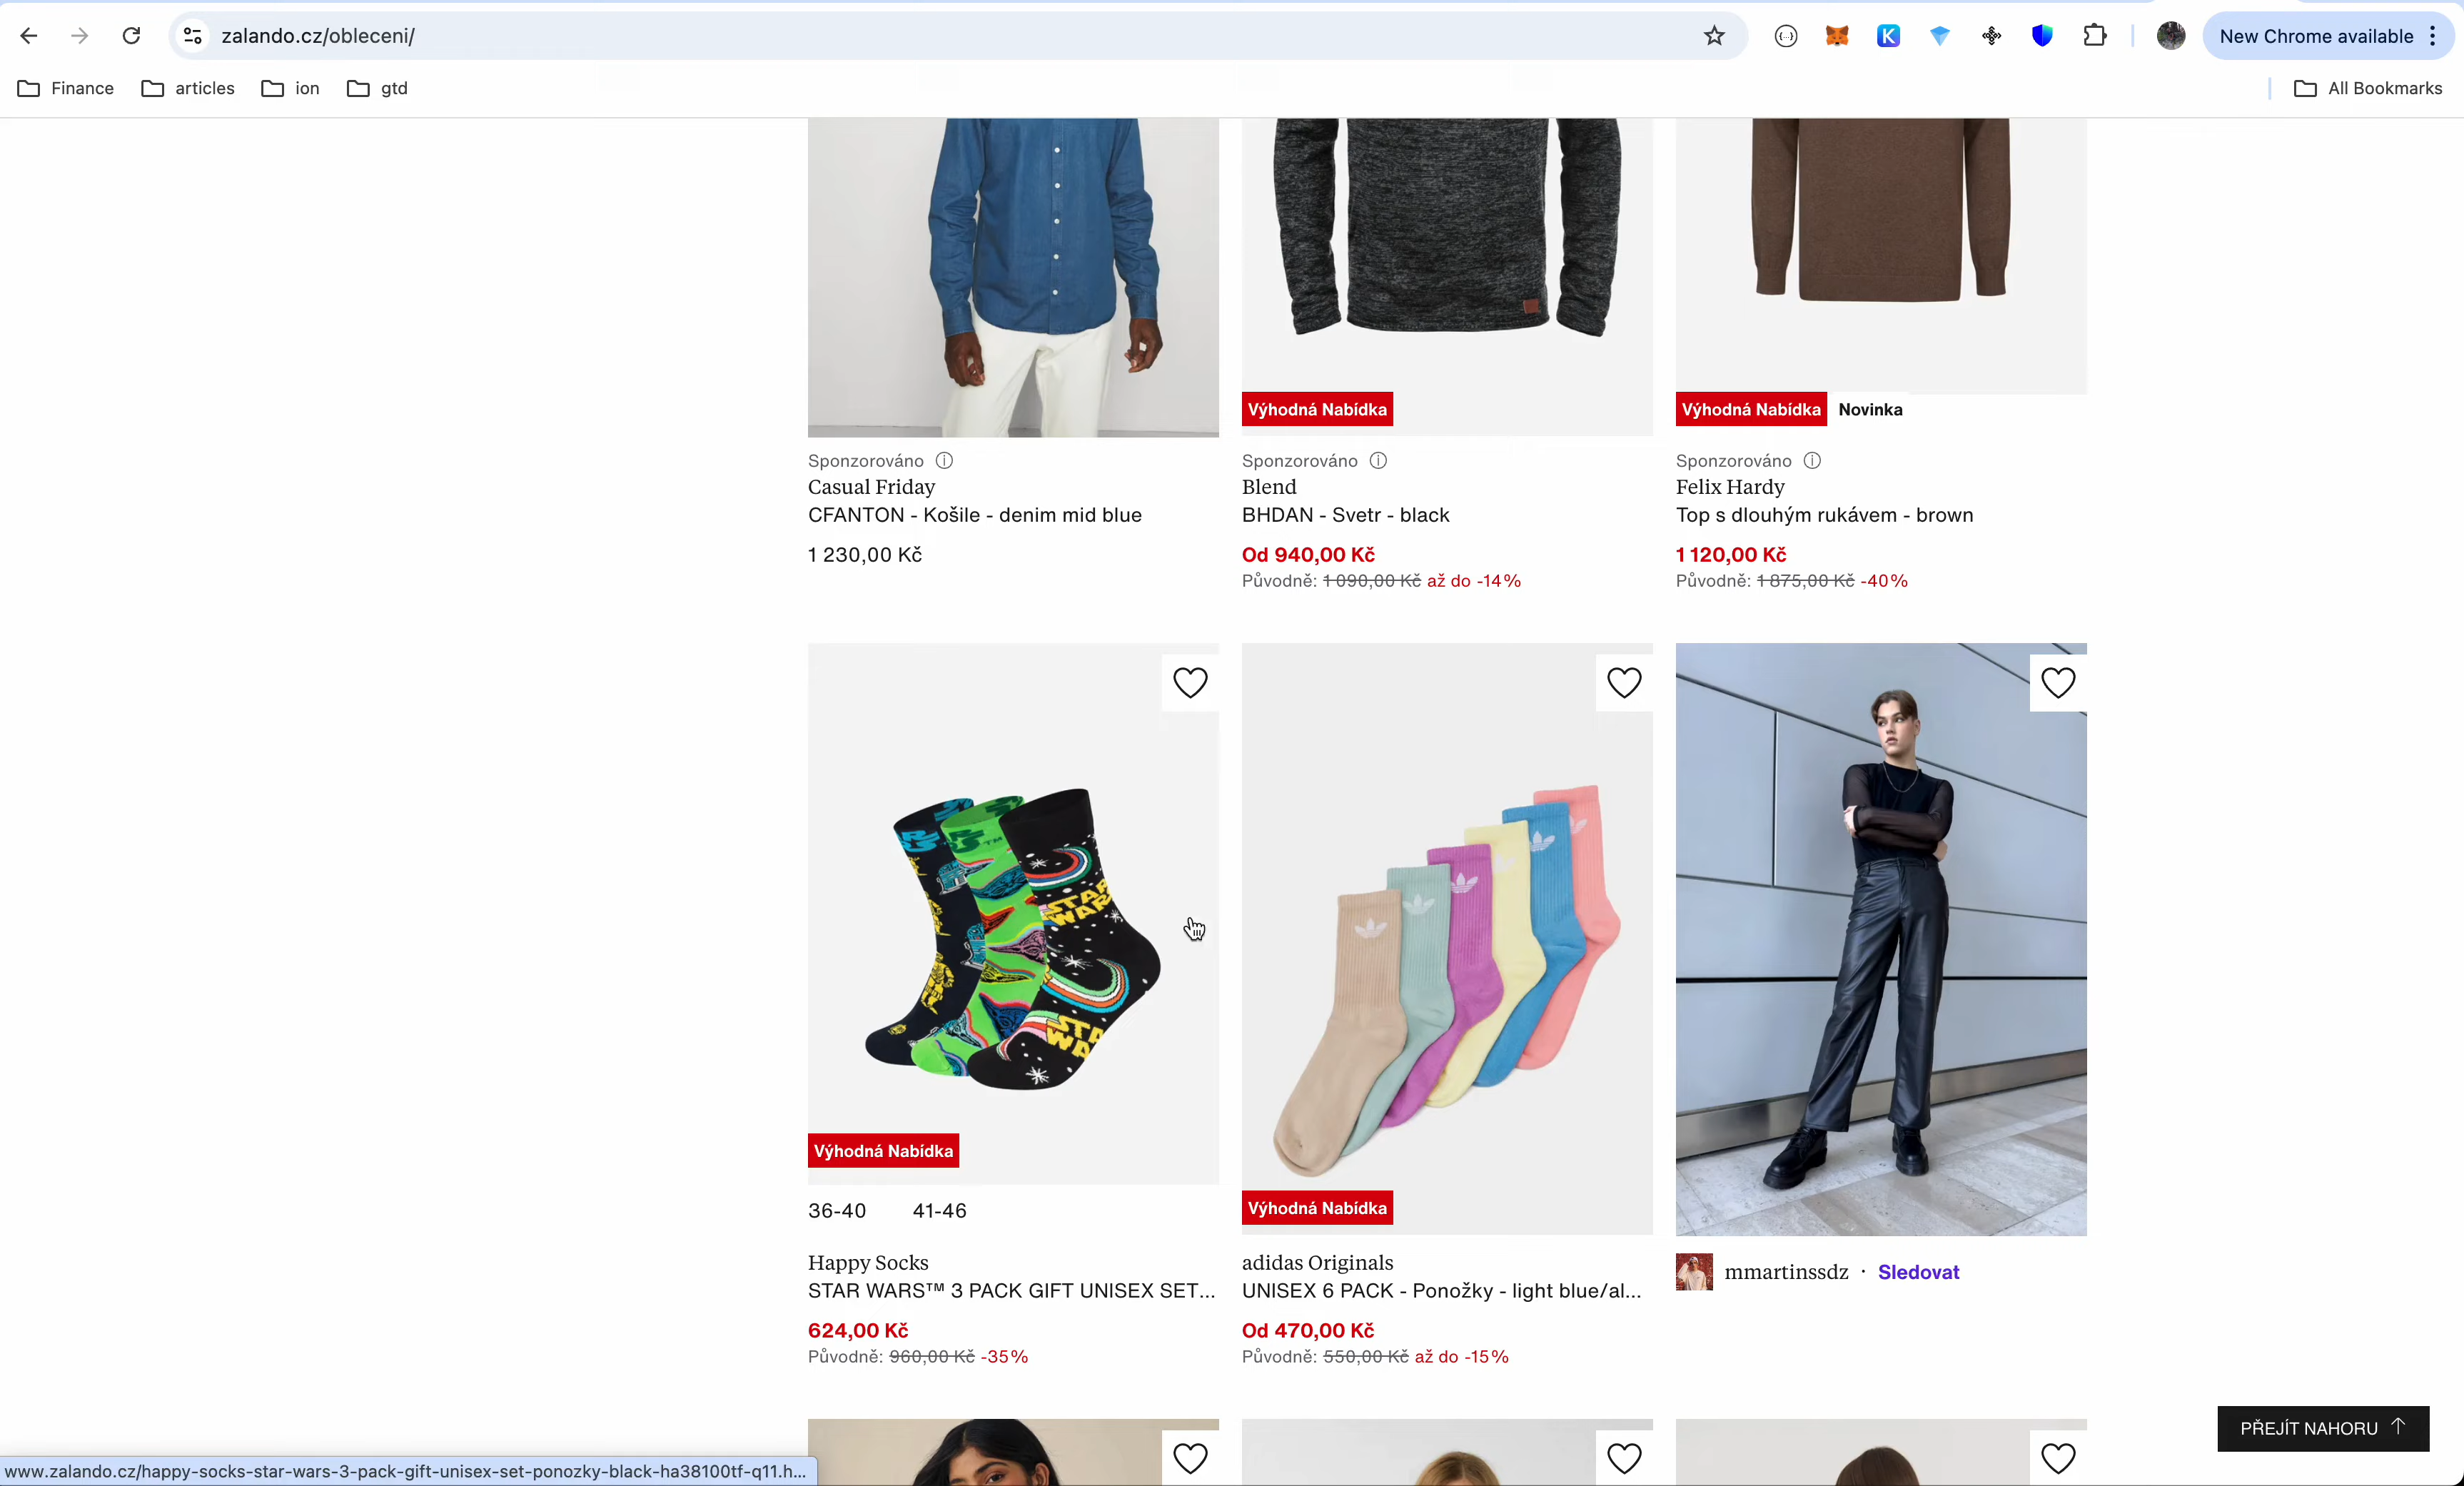 zalando.cz/obleceni/
New Chrome available
Finance
articles
ion
gtd
All Bookmarks
Výhodná Nabídka
Výhodná Nabídka
Novinka
Sponzorováno
Casual Friday
CFANTON - Košile - denim mid blue
1 230,00 Kč
Sponzorováno
Blend
BHDAN - Svetr - black
Od 940,00 Kč
Původně: 1 090,00 Kč až do -14%
Sponzorováno
Felix Hardy
Top s dlouhým rukávem - brown
1 120,00 Kč
Původně: 1 875,00 Kč -40%
STAR WARS
STAR WA
Výhodná Nabídka
36-40
41-46
Happy Socks
STAR WARS™ 3 PACK GIFT UNISEX SET...
624,00 Kč
Původně: 960,00 Kč -35%
Výhodná Nabídka
adidas Originals
UNISEX 6 PACK - Ponožky - light blue/al...
Od 470,00 Kč
Původně: 550,00 Kč až do -15%
mmartinssdz · Sledovat
PŘEJÍT NAHORU ↑
www.zalando.cz/happy-socks-star-wars-3-pack-gift-unisex-set-ponozky-black-ha38100tf-q11.h...